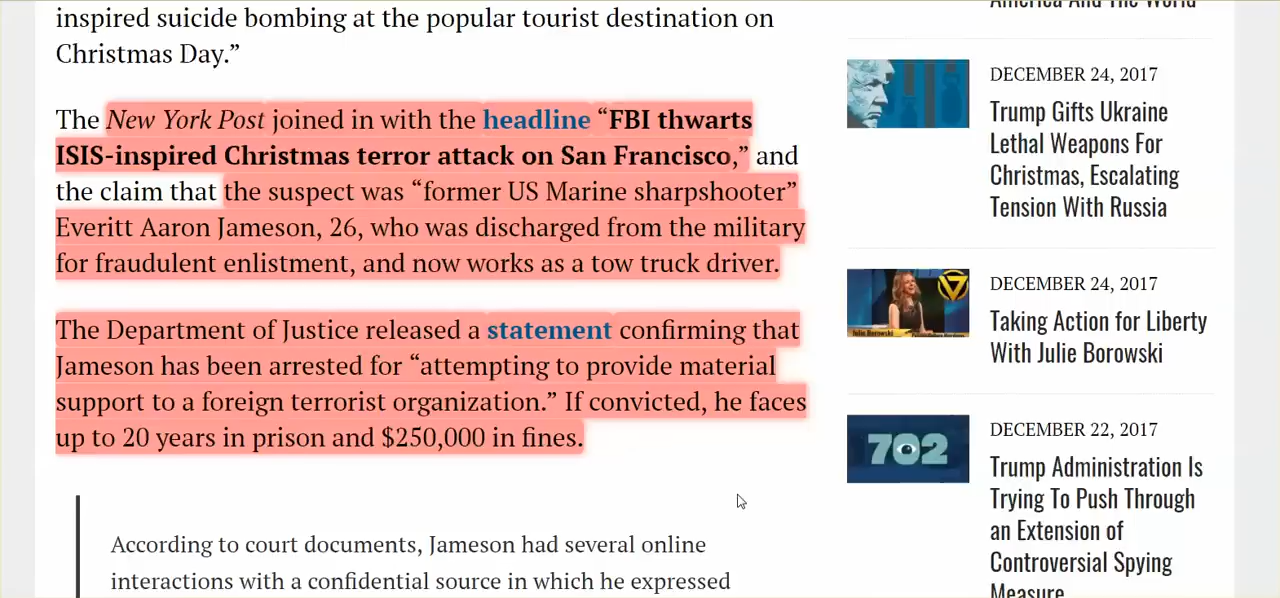 inspired suicide bombing at the popular tourist destination on
Christmas Day.”
The New York Post joined in with the headline “FBI thwarts
ISIS-inspired Christmas terror attack on San Francisco,” and
the claim that the suspect was “former US Marine sharpshooter”
Everitt Aaron Jameson, 26, who was discharged from the military
for fraudulent enlistment, and now works as a tow truck driver.
The Department of Justice released a statement confirming that
Jameson has been arrested for “attempting to provide material
support to a foreign terrorist organization.” If convicted, he faces
up to 20 years in prison and $250,000 in fines.
According to court documents, Jameson had several online
interactions with a confidential source in which he expressed
America And The World
DECEMBER 24, 2017
Trump Gifts Ukraine
Lethal Weapons For
Christmas, Escalating
Tension With Russia
DECEMBER 24, 2017
Taking Action for Liberty
With Julie Borowski
Julie Borowski
DECEMBER 22, 2017
702
Trump Administration Is
Trying To Push Through
an Extension of
Controversial Spying
Measure